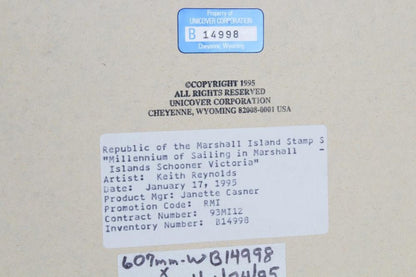 Property of
UNICOVER CORPORATION
B 14998
Cheyenne, Wyoming
©COPYRIGHT 1995
ALL RIGHTS RESERVED
UNICOVER CORPORATION
CHEYENNE, WYOMING 82008-0001 USA
Republic of the Marshall Island Stamp S
"Millennium of Sailing in Marshall
Islands Schooner Victoria"
Artist: Keith Reynolds
Date: January 17, 1995
Product Mgr: Janette Casner
Promotion Code: RMI
Contract Number: 93MI12
Inventory Number: B14998
607mm-W B14998